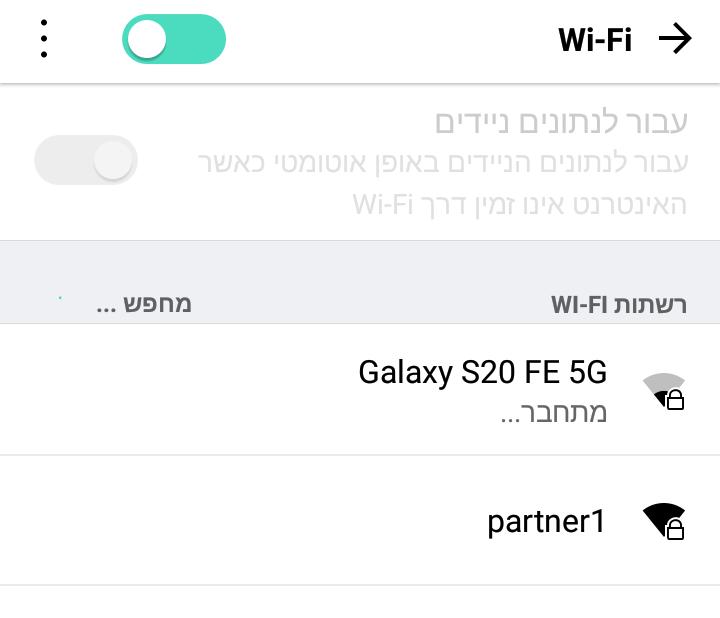 Wi-Fi
עבור לנתונים ניידים
עבור לנתונים הניידים באופן אוטומטי כאשר
האינטרנט אינו זמין דרך Wi-Fi
רשתות WI-FI
מחפש ...
Galaxy S20 FE 5G
מתחבר...
partner1